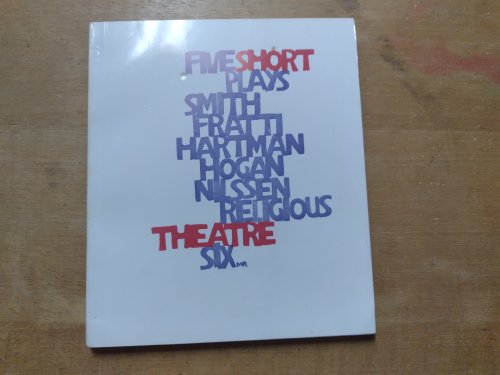 FIVE SHORT
PLAYS
SMITH
FRATTI
HARTMAN
HOGAN
NILSSEN
RELIGIOUS
THEATRE
SIX